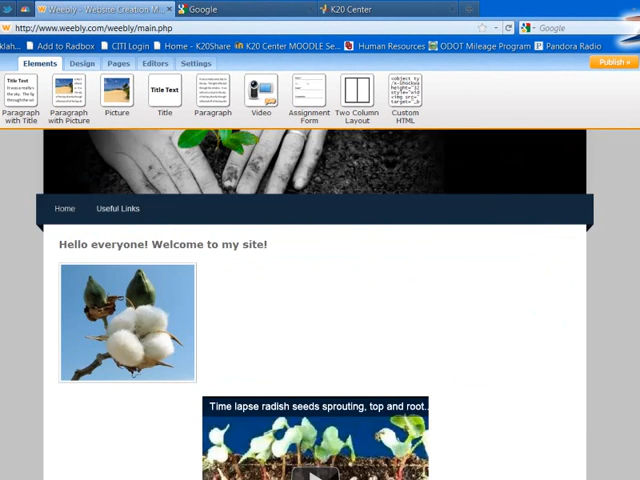 Weebly - Website Creation M...
Google
K20 Center
http://www.weebly.com/weebly/main.php
Google
Add to Radbox
CITI Login
Home - K20Share
K20 Center MOODLE Se...
Human Resources
ODOT Mileage Program
Pandora Radio
Elements
Design
Pages
Editors
Settings
Publish »
Title Text
Title Text
Paragraph with Title
Paragraph with Picture
Picture
Title
Paragraph
Video
Assignment Form
Two Column Layout
Custom HTML
Home
Useful Links
Hello everyone! Welcome to my site!
Time lapse radish seeds sprouting, top and root...